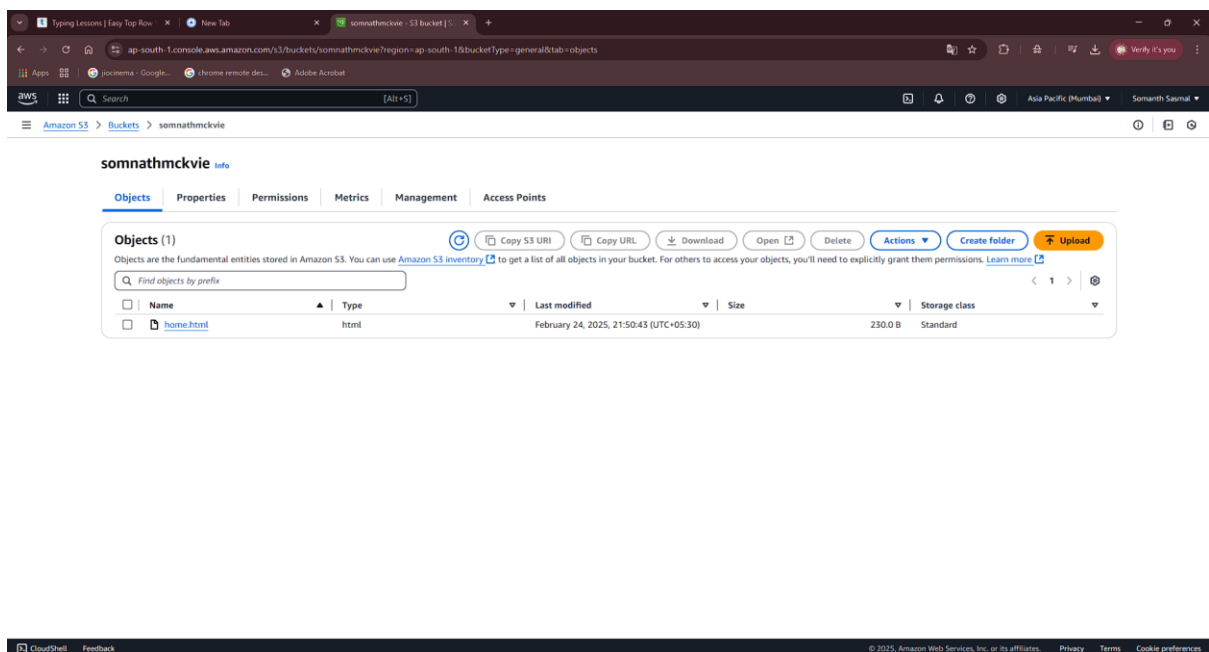 Typing Lessons | Easy Top Row
New Tab
somnathmckvie - S3 bucket | S
ap-south-1.console.aws.amazon.com/s3/buckets/somnathmckvie?region=ap-south-1&bucketType=general&tab=objects
Verify it's you
Apps
jiocinema - Google...
chrome remote des...
Adobe Acrobat
aws
Search
[Alt+S]
Asia Pacific (Mumbai)
Somanth Sasmal
Amazon S3 > Buckets > somnathmckvie
somnathmckvie Info
Objects Properties Permissions Metrics Management Access Points
Objects (1)
Copy S3 URI Copy URL Download Open Delete Actions Create folder Upload
Objects are the fundamental entities stored in Amazon S3. You can use Amazon S3 inventory to get a list of all objects in your bucket. For others to access your objects, you'll need to explicitly grant them permissions. Learn more
Find objects by prefix
1
Name Type Last modified Size Storage class
home.html html February 24, 2025, 21:50:43 (UTC+05:30) 230.0 B Standard
CloudShell Feedback © 2025, Amazon Web Services, Inc. or its affiliates. Privacy Terms Cookie preferences